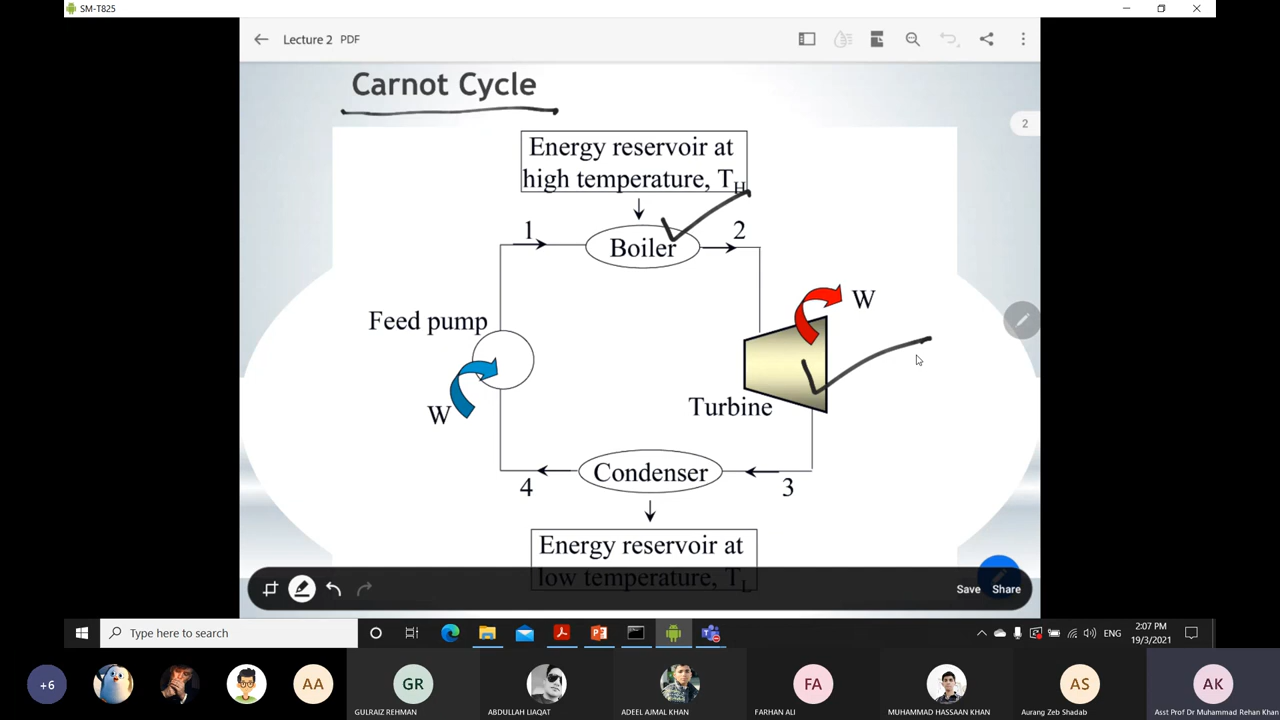 SM-T825
Lecture 2 PDF
Carnot Cycle
2
Energy reservoir at
high temperature, TH
1
Boiler
2
W
Feed pump
W
Turbine
Condenser
4
3
Energy reservoir at
low temperature, TL
Save Share
Type here to search
ENG
2:07 PM
19/3/2021
+6
AA
GR
GULRAIZ REHMAN
ABDULLAH LIAQAT
ADEEL AJMAL KHAN
FA
FARHAN ALI
MUHAMMAD HASSAAN KHAN
AS
Aurang Zeb Shadab
AK
Asst Prof Dr Muhammad Rehan Khan